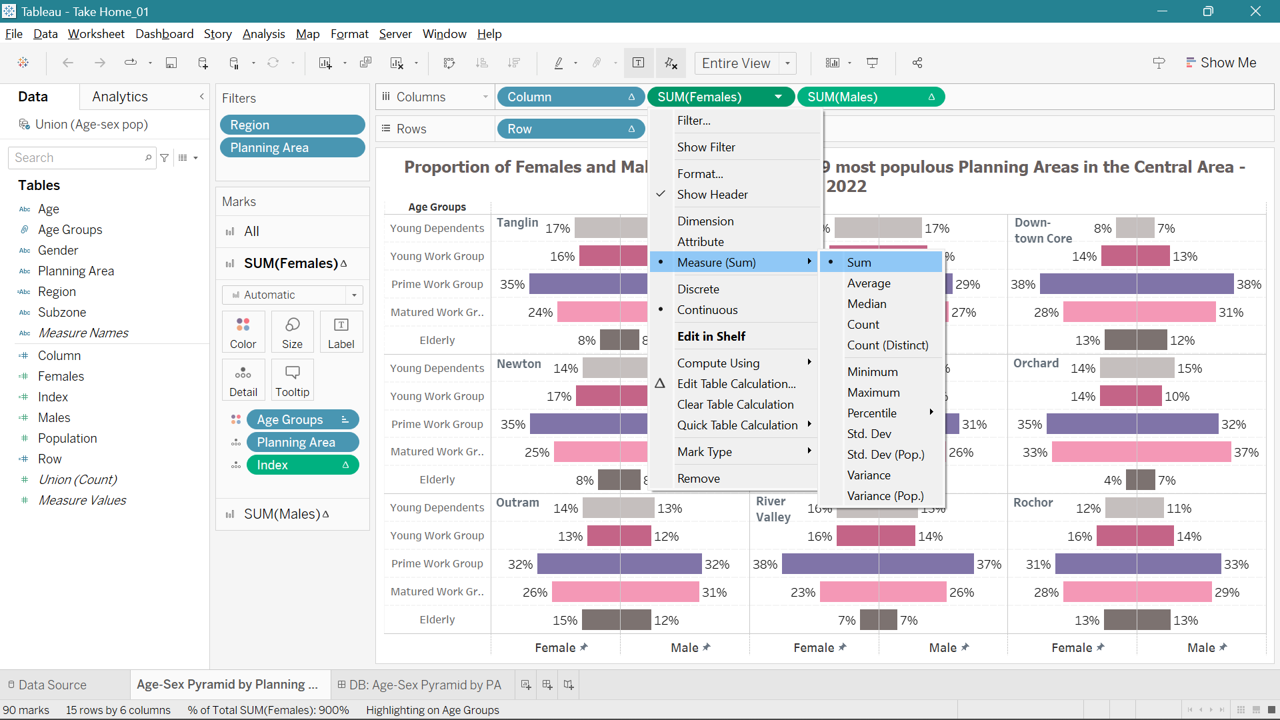 Tableau - Take Home_01
File Data Worksheet Dashboard Story Analysis Map Format Server Window Help
Entire View
Show Me
Data Analytics
Union (Age-sex pop)
Search
Tables
Abc Age
Age Groups
Abc Gender
Abc Planning Area
Abc Region
Abc Subzone
Abc Measure Names
Column
Females
Index
Males
Population
Row
Union (Count)
Measure Values
Filters
Region
Planning Area
Marks
All
SUM(Females) Δ
Automatic
Color Size Label
Detail Tooltip
Age Groups
Planning Area
Index Δ
SUM(Males) Δ
Columns Column Δ SUM(Females) SUM(Males) Δ
Rows Row Δ
Proportion of Females and Mal 9 most populous Planning Areas in the Central Area -
2022
Age Groups
Young Dependents Tanglin 17% 17% Down-town Core 8% 7%
Young Work Group 16% % 14% 13%
Prime Work Group 35% 29% 38% 38%
Matured Work Gr.. 24% 27% 28% 31%
Elderly 8% 13% 12%
Young Dependents Newton 14% % Orchard 14% 15%
Young Work Group 17% 14% 10%
Prime Work Group 35% 31% 35% 32%
Matured Work Gr.. 25% 26% 33% 37%
Elderly 8% 4% 7%
Young Dependents Outram 14% 13% River Valley 16% 15% Rochor 12% 11%
Young Work Group 13% 12% 16% 14% 16% 14%
Prime Work Group 32% 32% 38% 37% 31% 33%
Matured Work Gr.. 26% 31% 23% 26% 28% 29%
Elderly 15% 12% 7% 7% 13% 13%
Female Male Female Male Female Male
Filter...
Show Filter
Format...
Show Header
Dimension
Attribute
Measure (Sum)
Discrete
Continuous
Edit in Shelf
Compute Using
Δ Edit Table Calculation...
Clear Table Calculation
Quick Table Calculation
Mark Type
Remove
Sum
Average
Median
Count
Count (Distinct)
Minimum
Maximum
Percentile
Std. Dev
Std. Dev (Pop.)
Variance
Variance (Pop.)
Data Source Age-Sex Pyramid by Planning ... DB: Age-Sex Pyramid by PA
90 marks 15 rows by 6 columns % of Total SUM(Females): 900% Highlighting on Age Groups